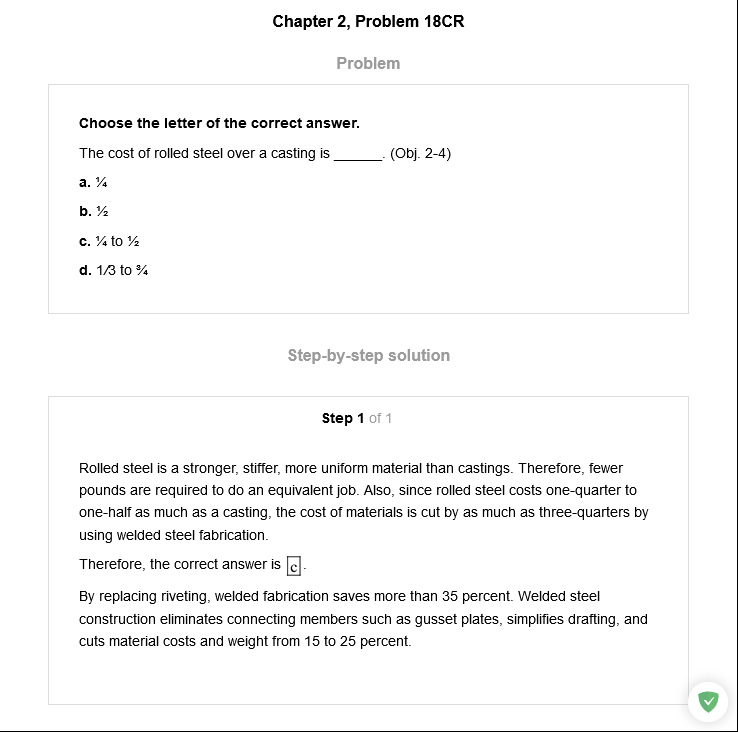 Chapter 2, Problem 18CR
Problem
Choose the letter of the correct answer.
The cost of rolled steel over a casting is ______. (Obj. 2-4)
a. ¼
b. ½
c. ¼ to ½
d. 1/3 to ¾
Step-by-step solution
Step 1 of 1
Rolled steel is a stronger, stiffer, more uniform material than castings. Therefore, fewer
pounds are required to do an equivalent job. Also, since rolled steel costs one-quarter to
one-half as much as a casting, the cost of materials is cut by as much as three-quarters by
using welded steel fabrication.
Therefore, the correct answer is c.
By replacing riveting, welded fabrication saves more than 35 percent. Welded steel
construction eliminates connecting members such as gusset plates, simplifies drafting, and
cuts material costs and weight from 15 to 25 percent.